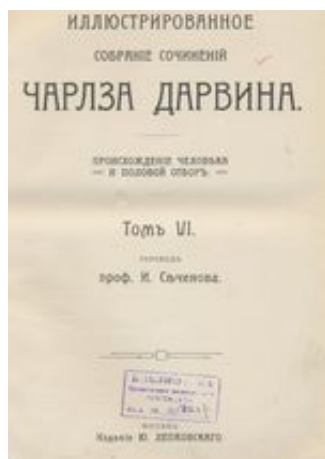 ИЛЛЮСТРИРОВАННОЕ
СОБРАНІЕ СОЧИНЕНІЙ
ЧАРЛЗА ДАРВИНА.
ПРОИСХОЖДЕНІЕ ЧЕЛОВѢКА
— И ПОЛОВОЙ ОТБОРЪ. —
Томъ VI.
ПЕРЕВОДЪ
проф. И. Сѣченова.
МОСКВА
Изданіе Ю. ЛЕПКОВСКАГО